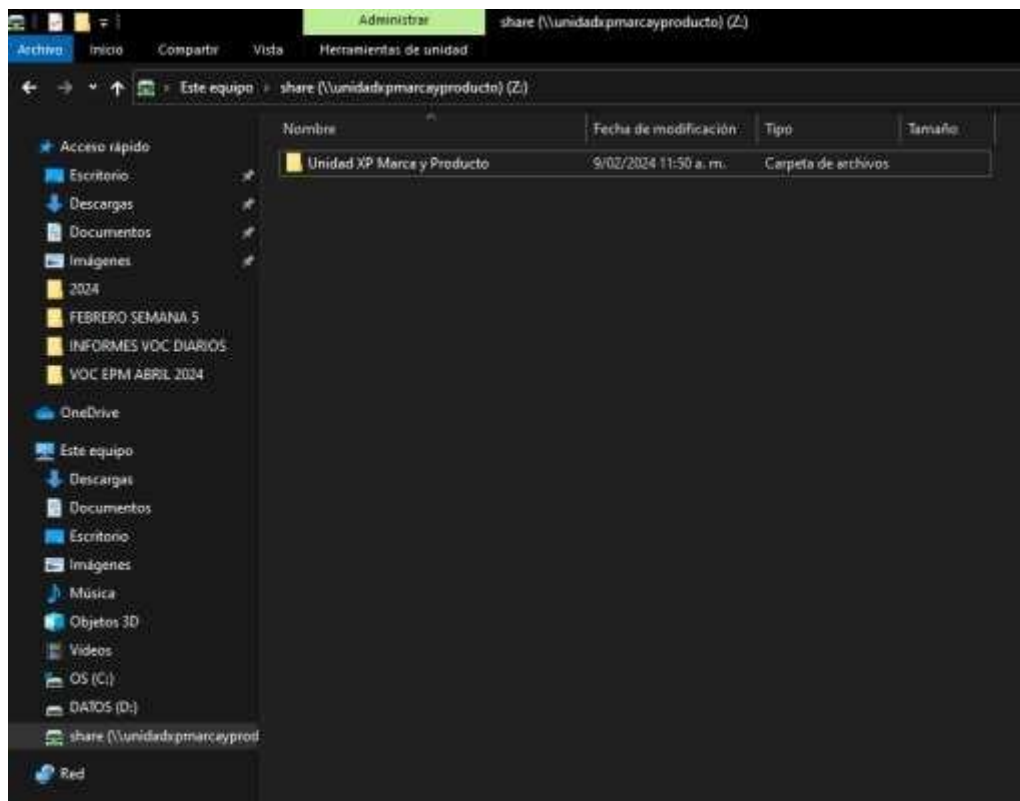 Administrar share (\\unidadxpmarcayproducto) (Z:)
Archivo Inicio Compartir Vista Herramientas de unidad
Este equipo share (\\unidadxpmarcayproducto) (Z:)
Nombre Fecha de modificación Tipo Tamaño
Acceso rápido
Unidad XP Marca y Producto 9/02/2024 11:50 a. m. Carpeta de archivos
Escritorio
Descargas
Documentos
Imágenes
2024
FEBRERO SEMANA 5
INFORMES VOC DIARIOS
VOC EPM ABRIL 2024
OneDrive
Este equipo
Descargas
Documentos
Escritorio
Imágenes
Música
Objetos 3D
Vídeos
OS (C:)
DATOS (D:)
share (\\unidadxpmarcayprod
Red